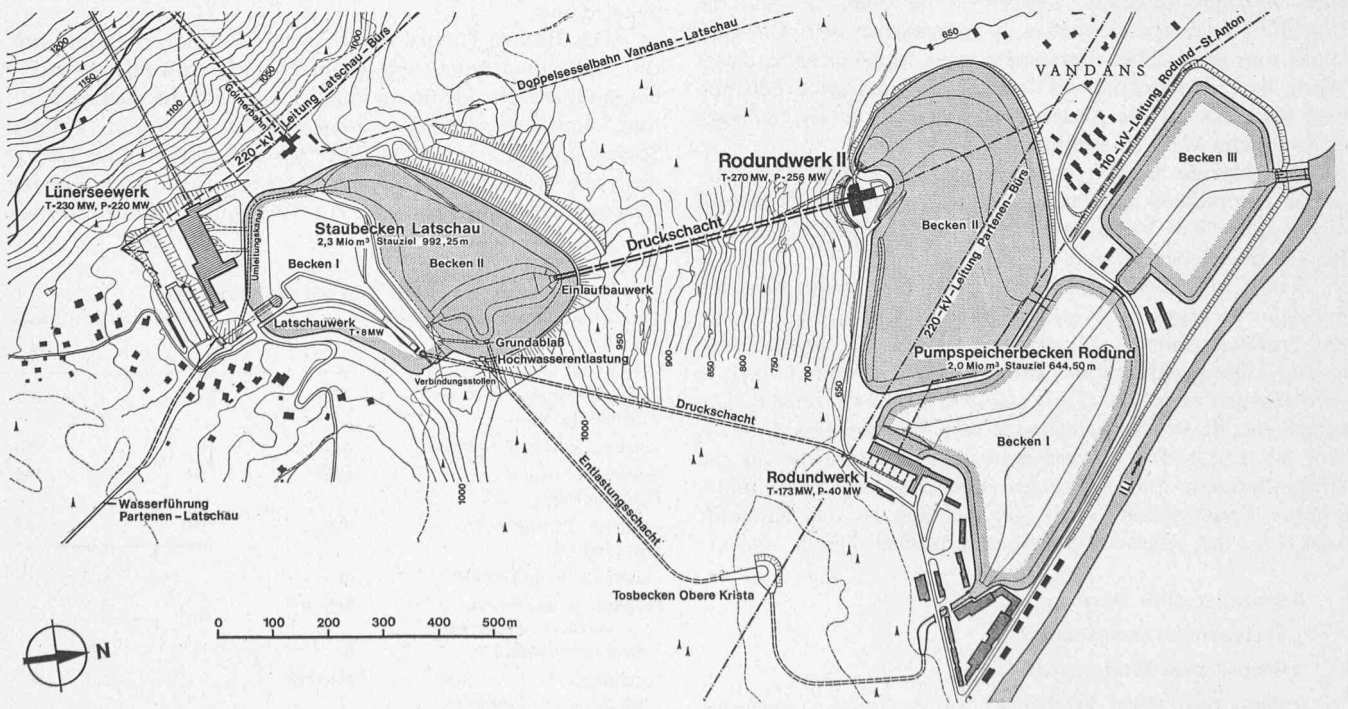 1200
1150
1100
1050
1000
Golmerbahn
220-kV-Leitung Latschau-Bürs
Doppelsesselbahn Vandans-Latschau
Lünerseewerk
T-230 MW, P-220 MW
Umleitungskanal
Staubecken Latschau
2,3 Mio m³ Stauziel 992,25 m
Becken I
Becken II
Latschauwerk
T-8 MW
Einlaufbauwerk
Grundablaß
Hochwasserentlastung
Verbindungsstollen
Wasserführung
Partenen-Latschau
1000
1000
950
900
850
800
750
700
650
Druckschacht
Druckschacht
Entlastungsschacht
Tosbecken Obere Krista
Rodundwerk II
T-270 MW, P-256 MW
650
VANDANS
110-kV-Leitung Rodund-St.Anton
220-kV-Leitung Partenen-Bürs
Becken II
Becken III
Pumpspeicherbecken Rodund
2,0 Mio m³, Stauziel 644,50 m
Becken I
Rodundwerk I
T-173 MW, P-40 MW
ILL
N
0 100 200 300 400 500m